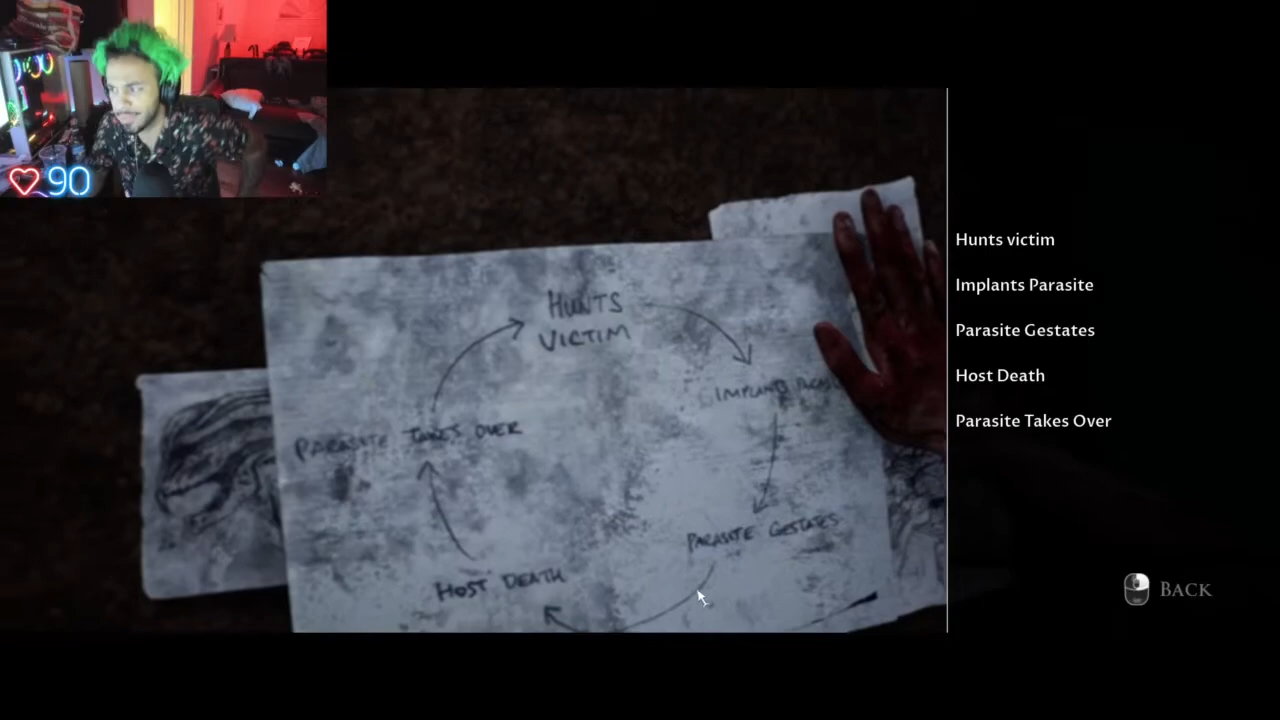 90
HUNTS
VICTIM
IMPLANTS
PARASITE TAKES OVER
PARASITE GESTATES
HOST DEATH
Hunts victim
Implants Parasite
Parasite Gestates
Host Death
Parasite Takes Over
BACK